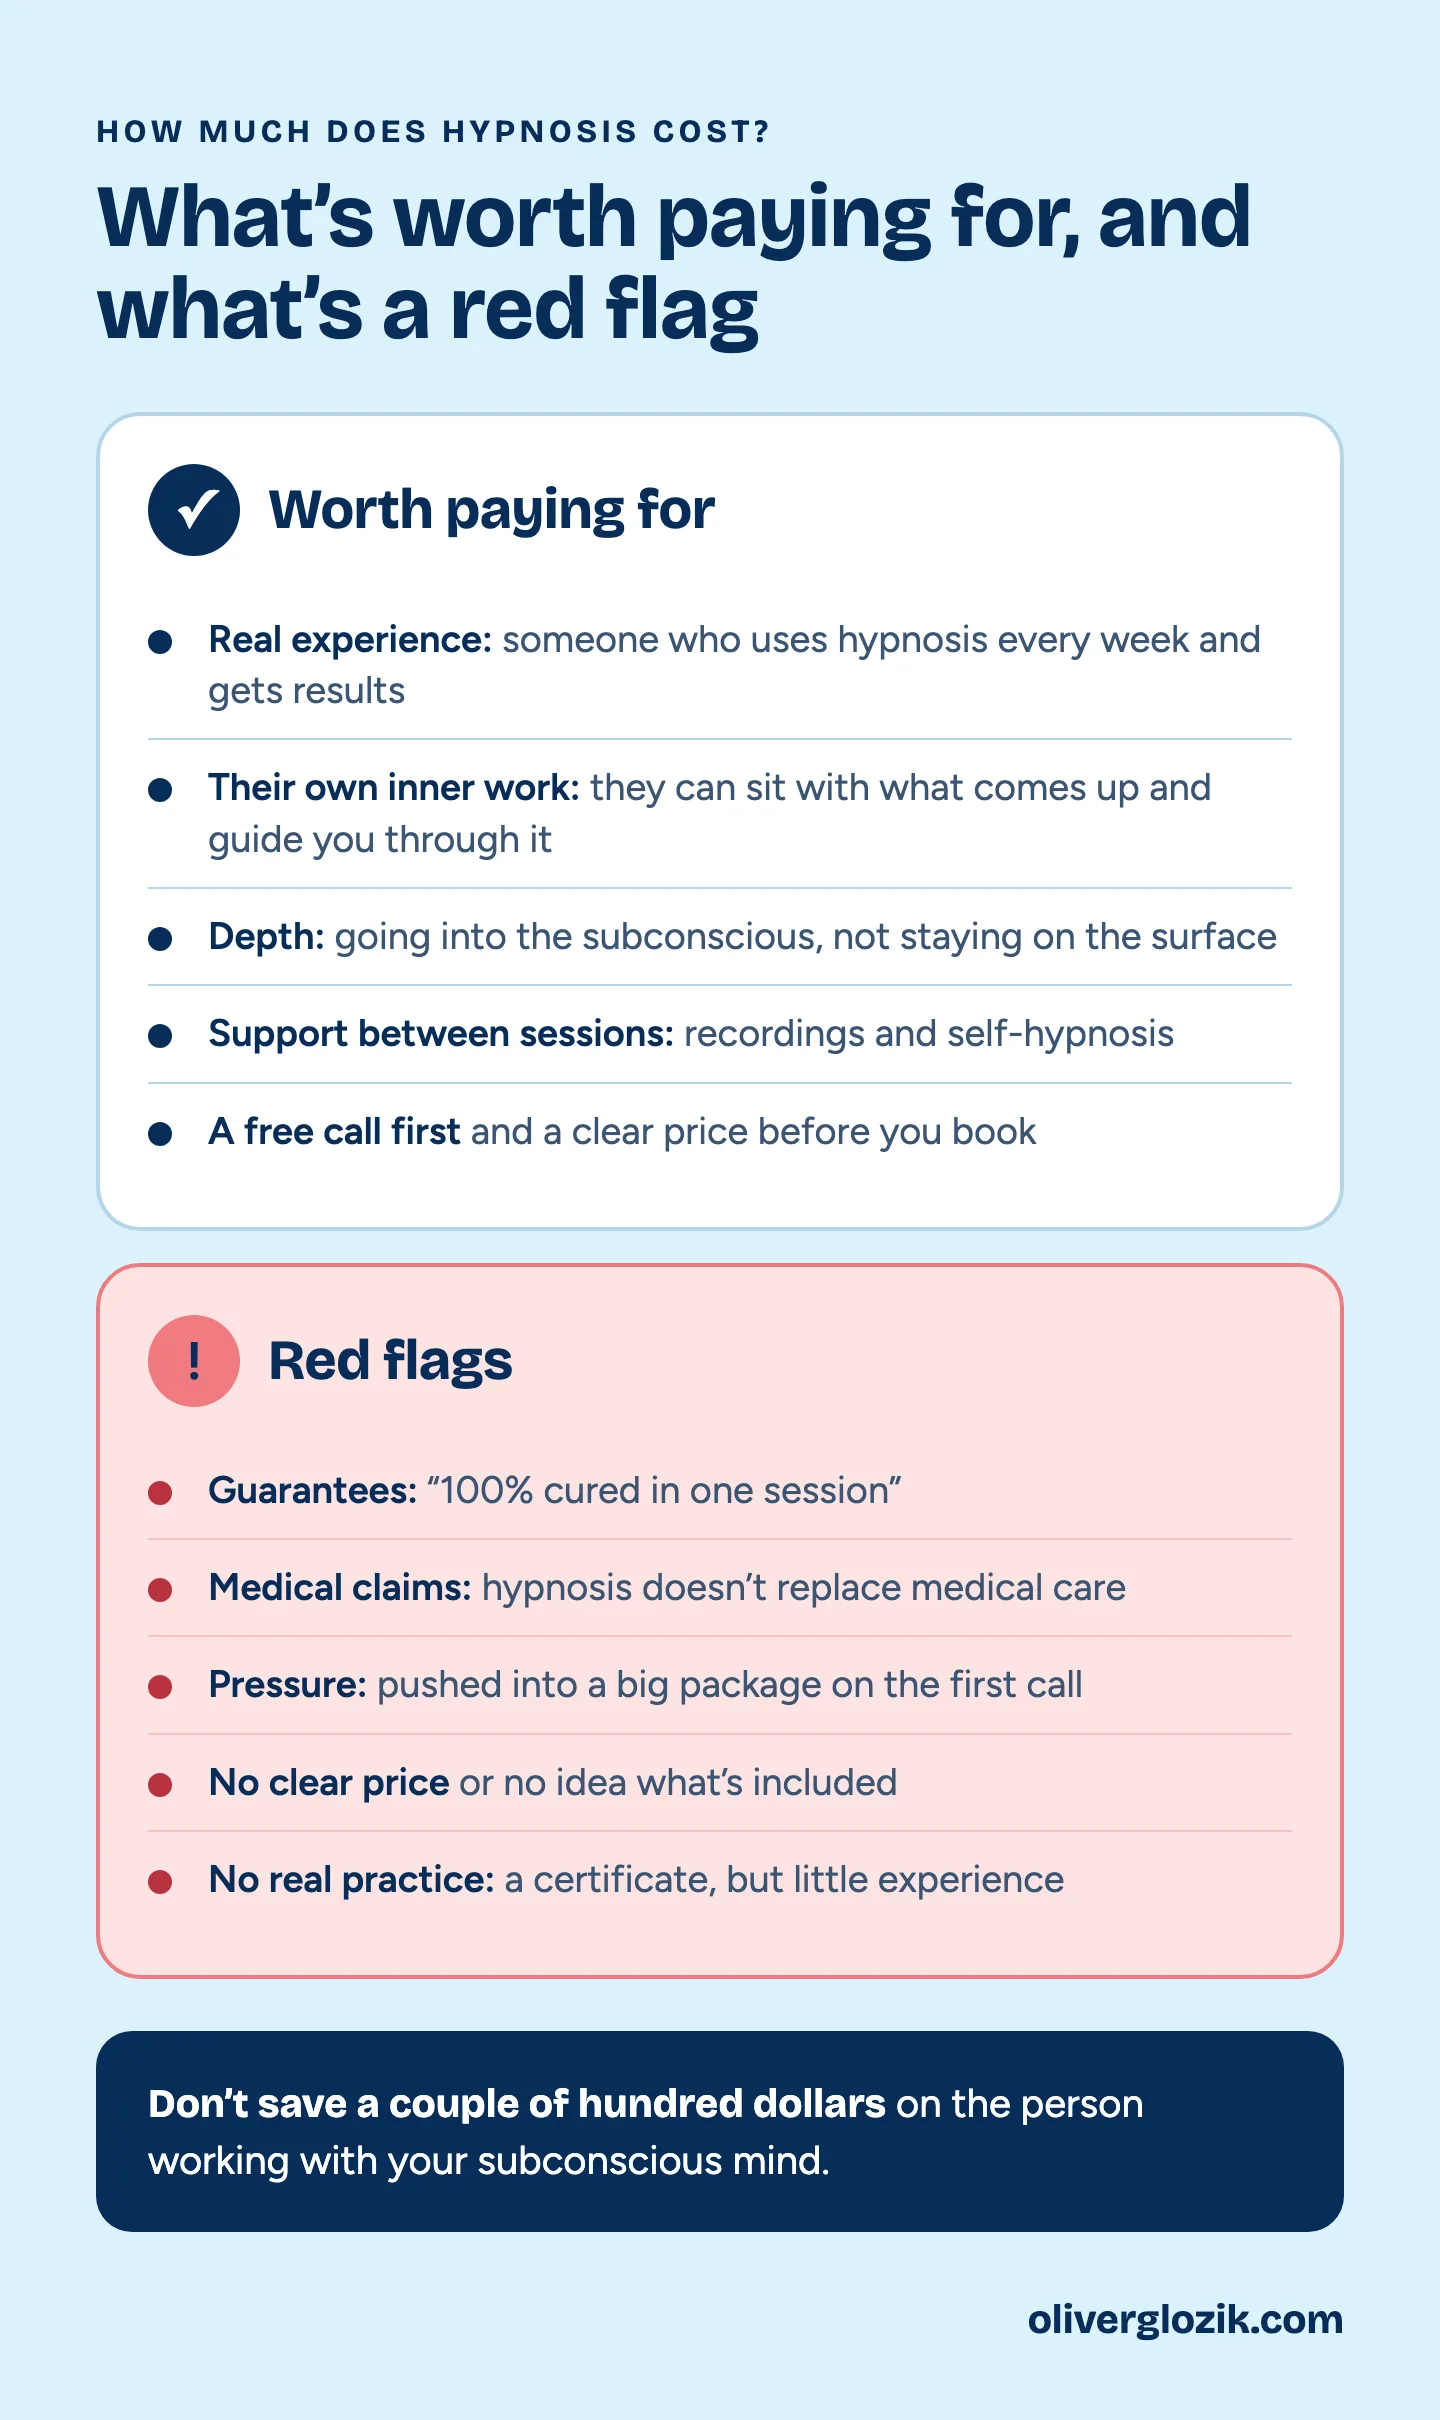 HOW MUCH DOES HYPNOSIS COST?
What’s worth paying for, and
what’s a red flag
✓ Worth paying for
Real experience: someone who uses hypnosis every week and
gets results
Their own inner work: they can sit with what comes up and
guide you through it
Depth: going into the subconscious, not staying on the surface
Support between sessions: recordings and self-hypnosis
A free call first and a clear price before you book
! Red flags
Guarantees: “100% cured in one session”
Medical claims: hypnosis doesn’t replace medical care
Pressure: pushed into a big package on the first call
No clear price or no idea what’s included
No real practice: a certificate, but little experience
Don’t save a couple of hundred dollars on the person
working with your subconscious mind.
oliverglozik.com